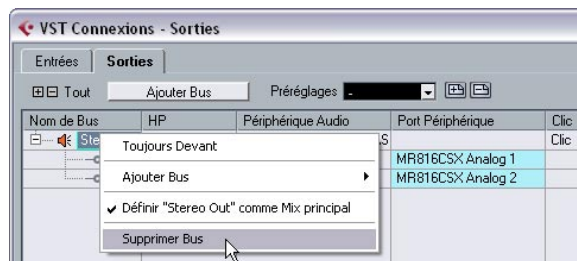 VST Connexions - Sorties
Entrées Sorties
Tout Ajouter Bus Préréglages -
Nom de Bus HP Périphérique Audio Port Périphérique Clic
Ste S Clic
Toujours Devant
MR816CSX Analog 1
Ajouter Bus
MR816CSX Analog 2
✓ Définir "Stereo Out" comme Mix principal
Supprimer Bus